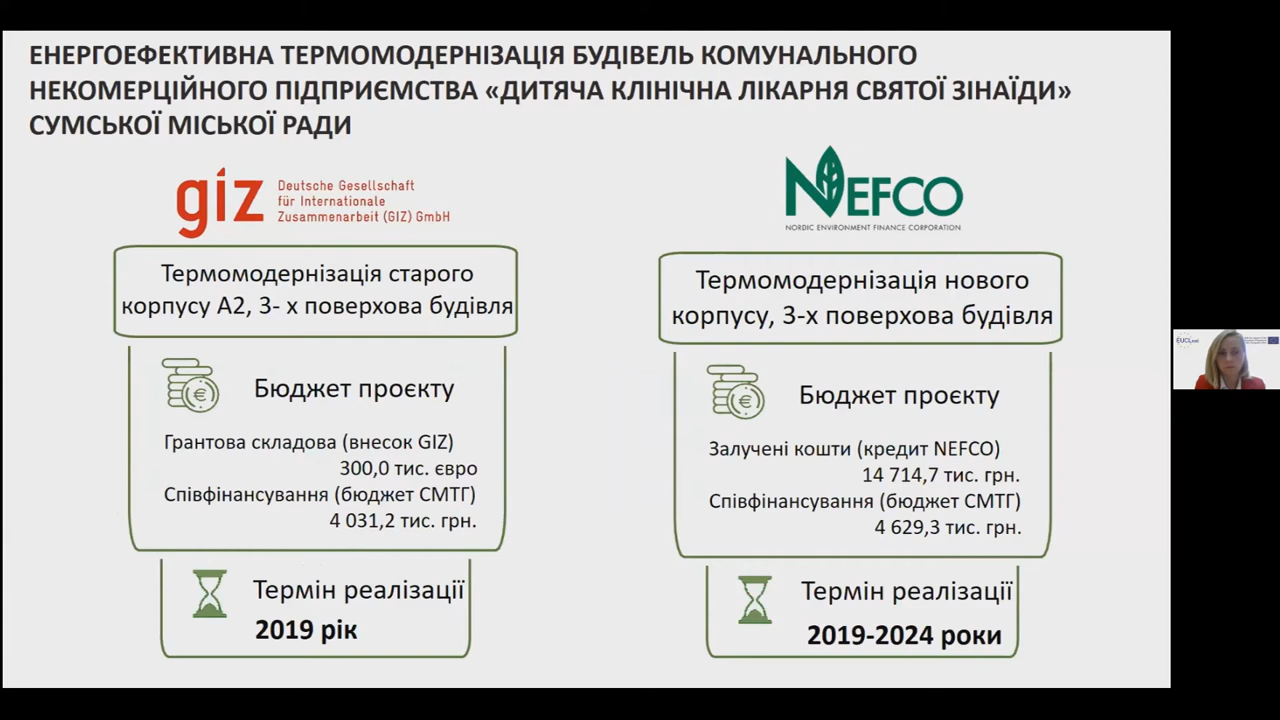 ЕНЕРГОЕФЕКТИВНА ТЕРМОМОДЕРНІЗАЦІЯ БУДІВЕЛЬ КОМУНАЛЬНОГО
НЕКОМЕРЦІЙНОГО ПІДПРИЄМСТВА «ДИТЯЧА КЛІНІЧНА ЛІКАРНЯ СВЯТОЇ ЗІНАЇДИ»
СУМСЬКОЇ МІСЬКОЇ РАДИ
giz
Deutsche Gesellschaft
für Internationale
Zusammenarbeit (GIZ) GmbH
Термомодернізація старого
корпусу А2, 3- х поверхова будівля
Бюджет проєкту
Грантова складова (внесок GIZ)
300,0 тис. євро
Співфінансування (бюджет СМТГ)
4 031,2 тис. грн.
Термін реалізації
2019 рік
NEFCO
NORDIC ENVIRONMENT FINANCE CORPORATION
Термомодернізація нового
корпусу, 3-х поверхова будівля
Бюджет проєкту
Залучені кошти (кредит NEFCO)
14 714,7 тис. грн.
Співфінансування (бюджет СМТГ)
4 629,3 тис. грн.
Термін реалізації
2019-2024 роки